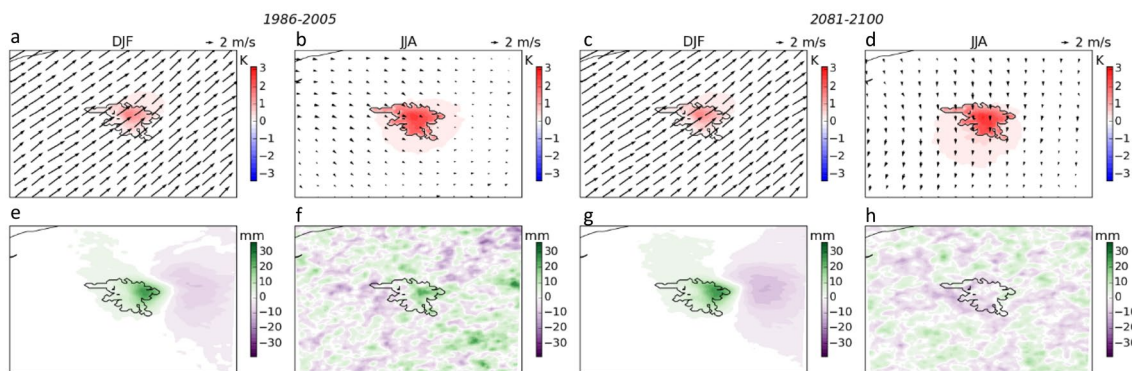 1986-2005
2081-2100
a DJF → 2 m/s
b JJA → 2 m/s
c DJF → 2 m/s
d JJA → 2 m/s
K 3 2 1 0 −1 −2 −3
K 3 2 1 0 −1 −2 −3
K 3 2 1 0 −1 −2 −3
K 3 2 1 0 −1 −2 −3
e
f
g
h
mm 30 20 10 0 −10 −20 −30
mm 30 20 10 0 −10 −20 −30
mm 30 20 10 0 −10 −20 −30
mm 30 20 10 0 −10 −20 −30